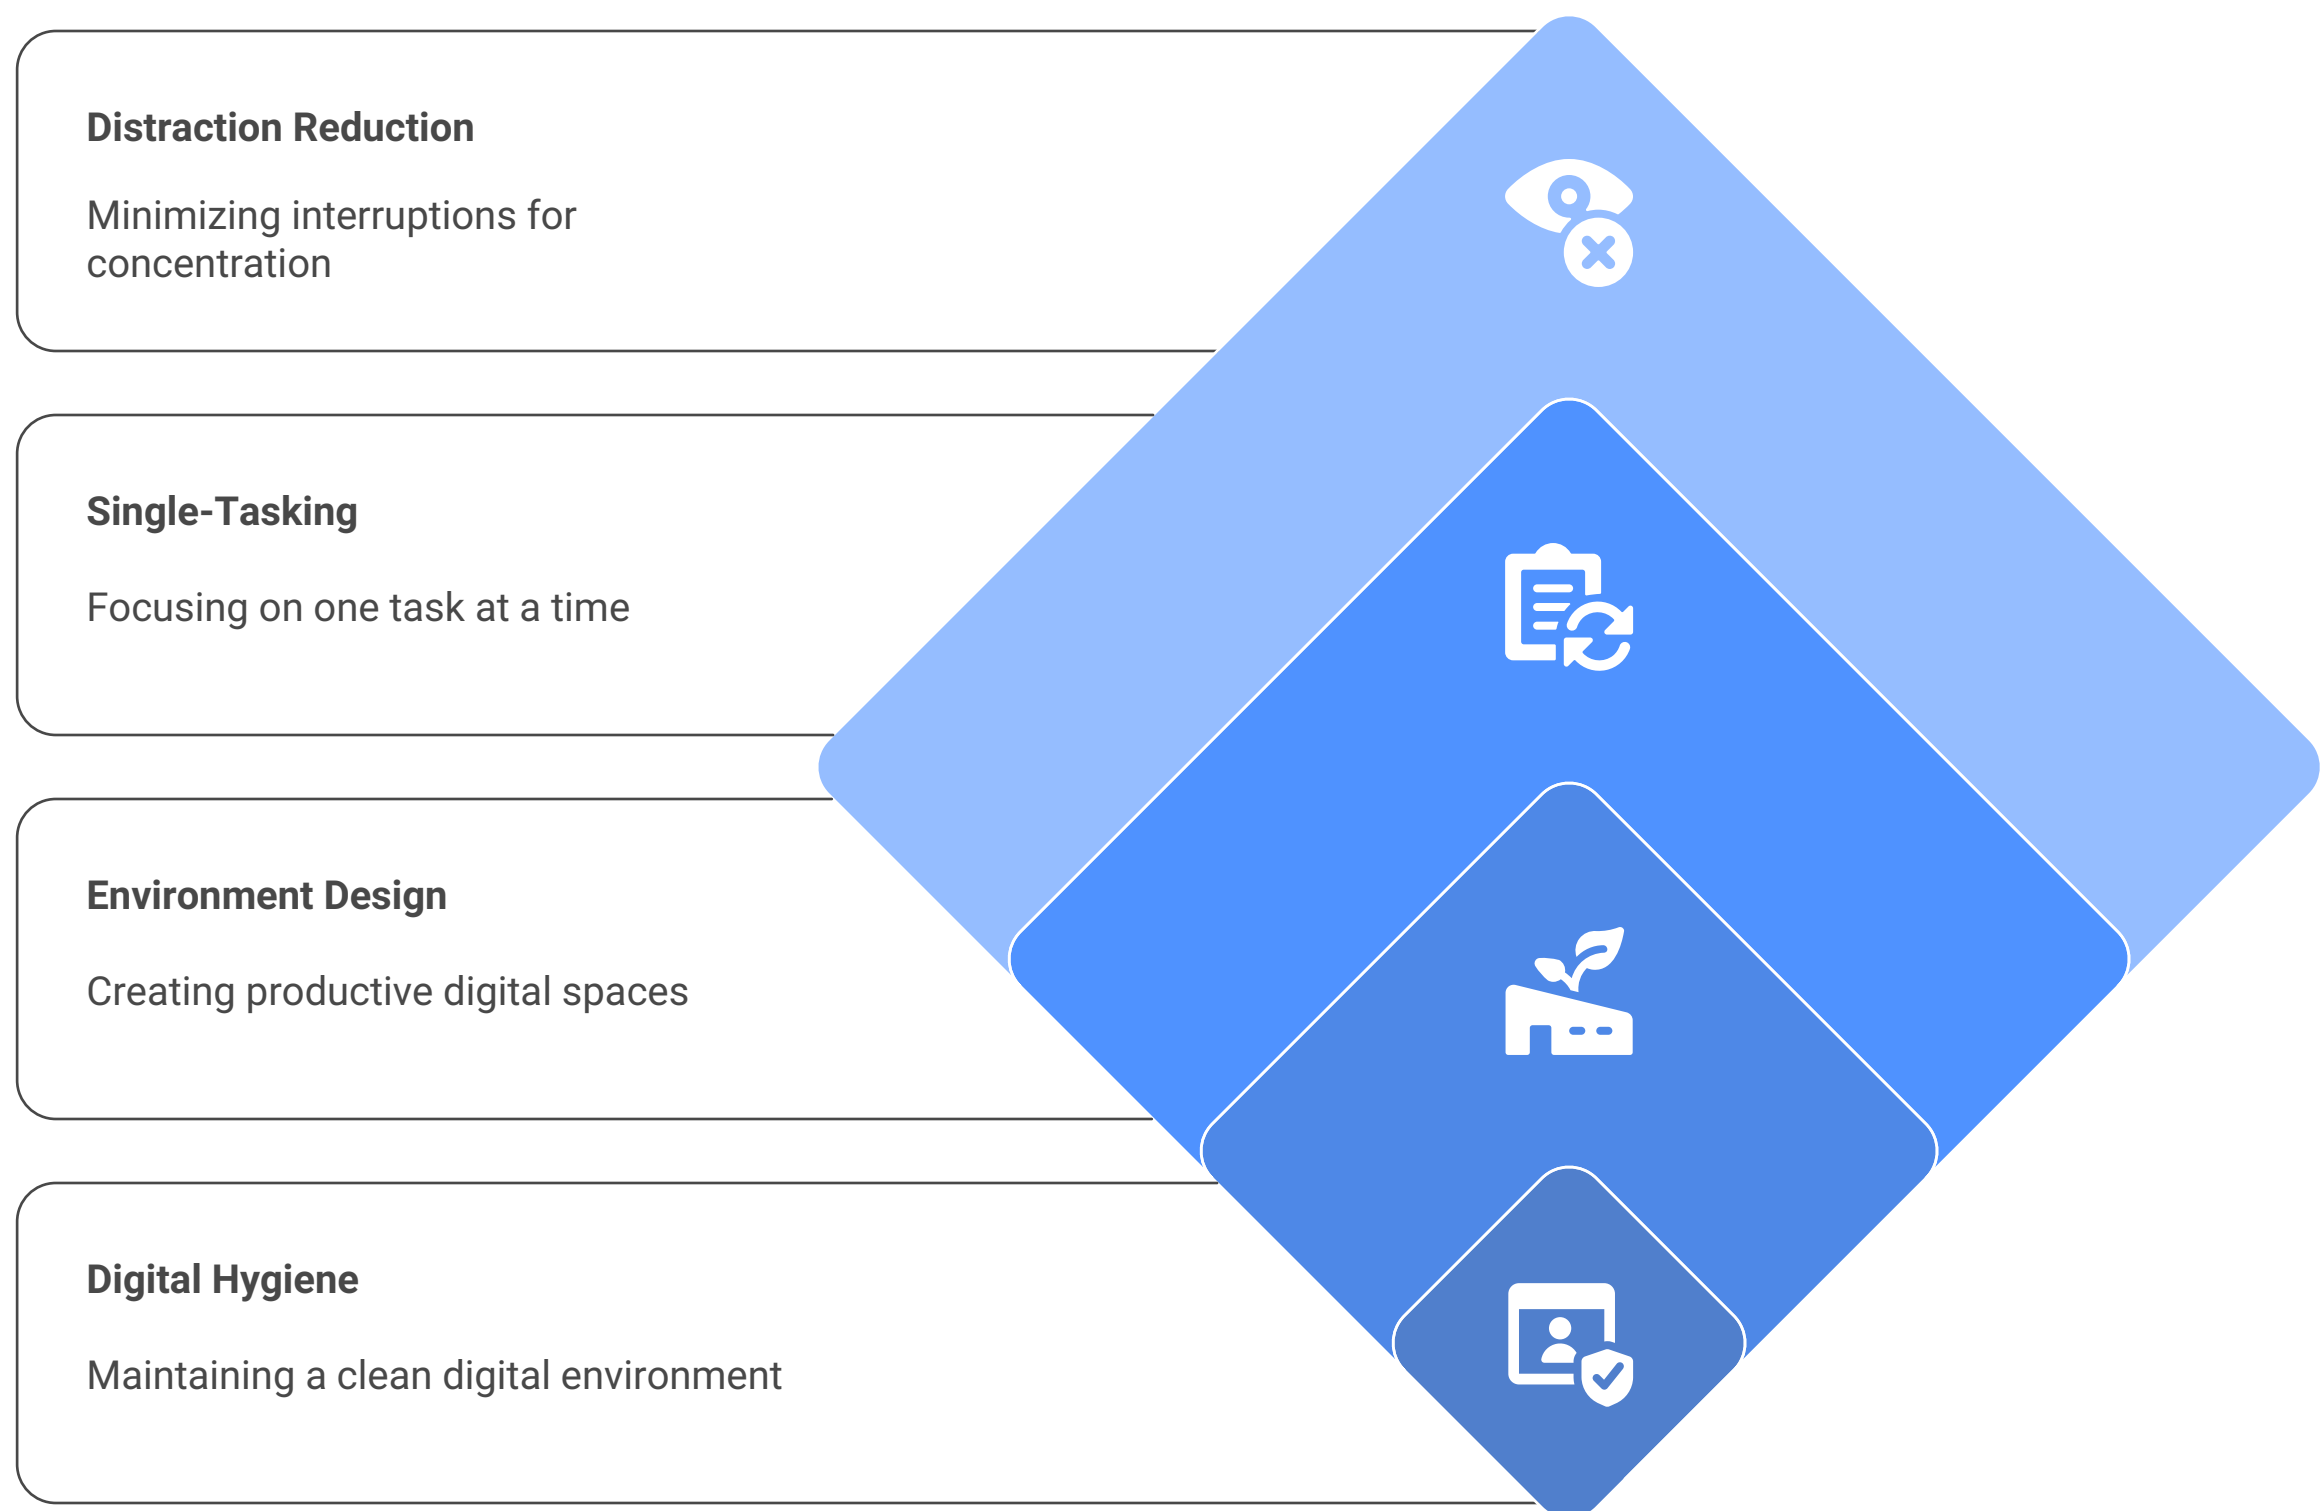 Distraction Reduction
Minimizing interruptions for
concentration
Single-Tasking
Focusing on one task at a time
Environment Design
Creating productive digital spaces
Digital Hygiene
Maintaining a clean digital environment